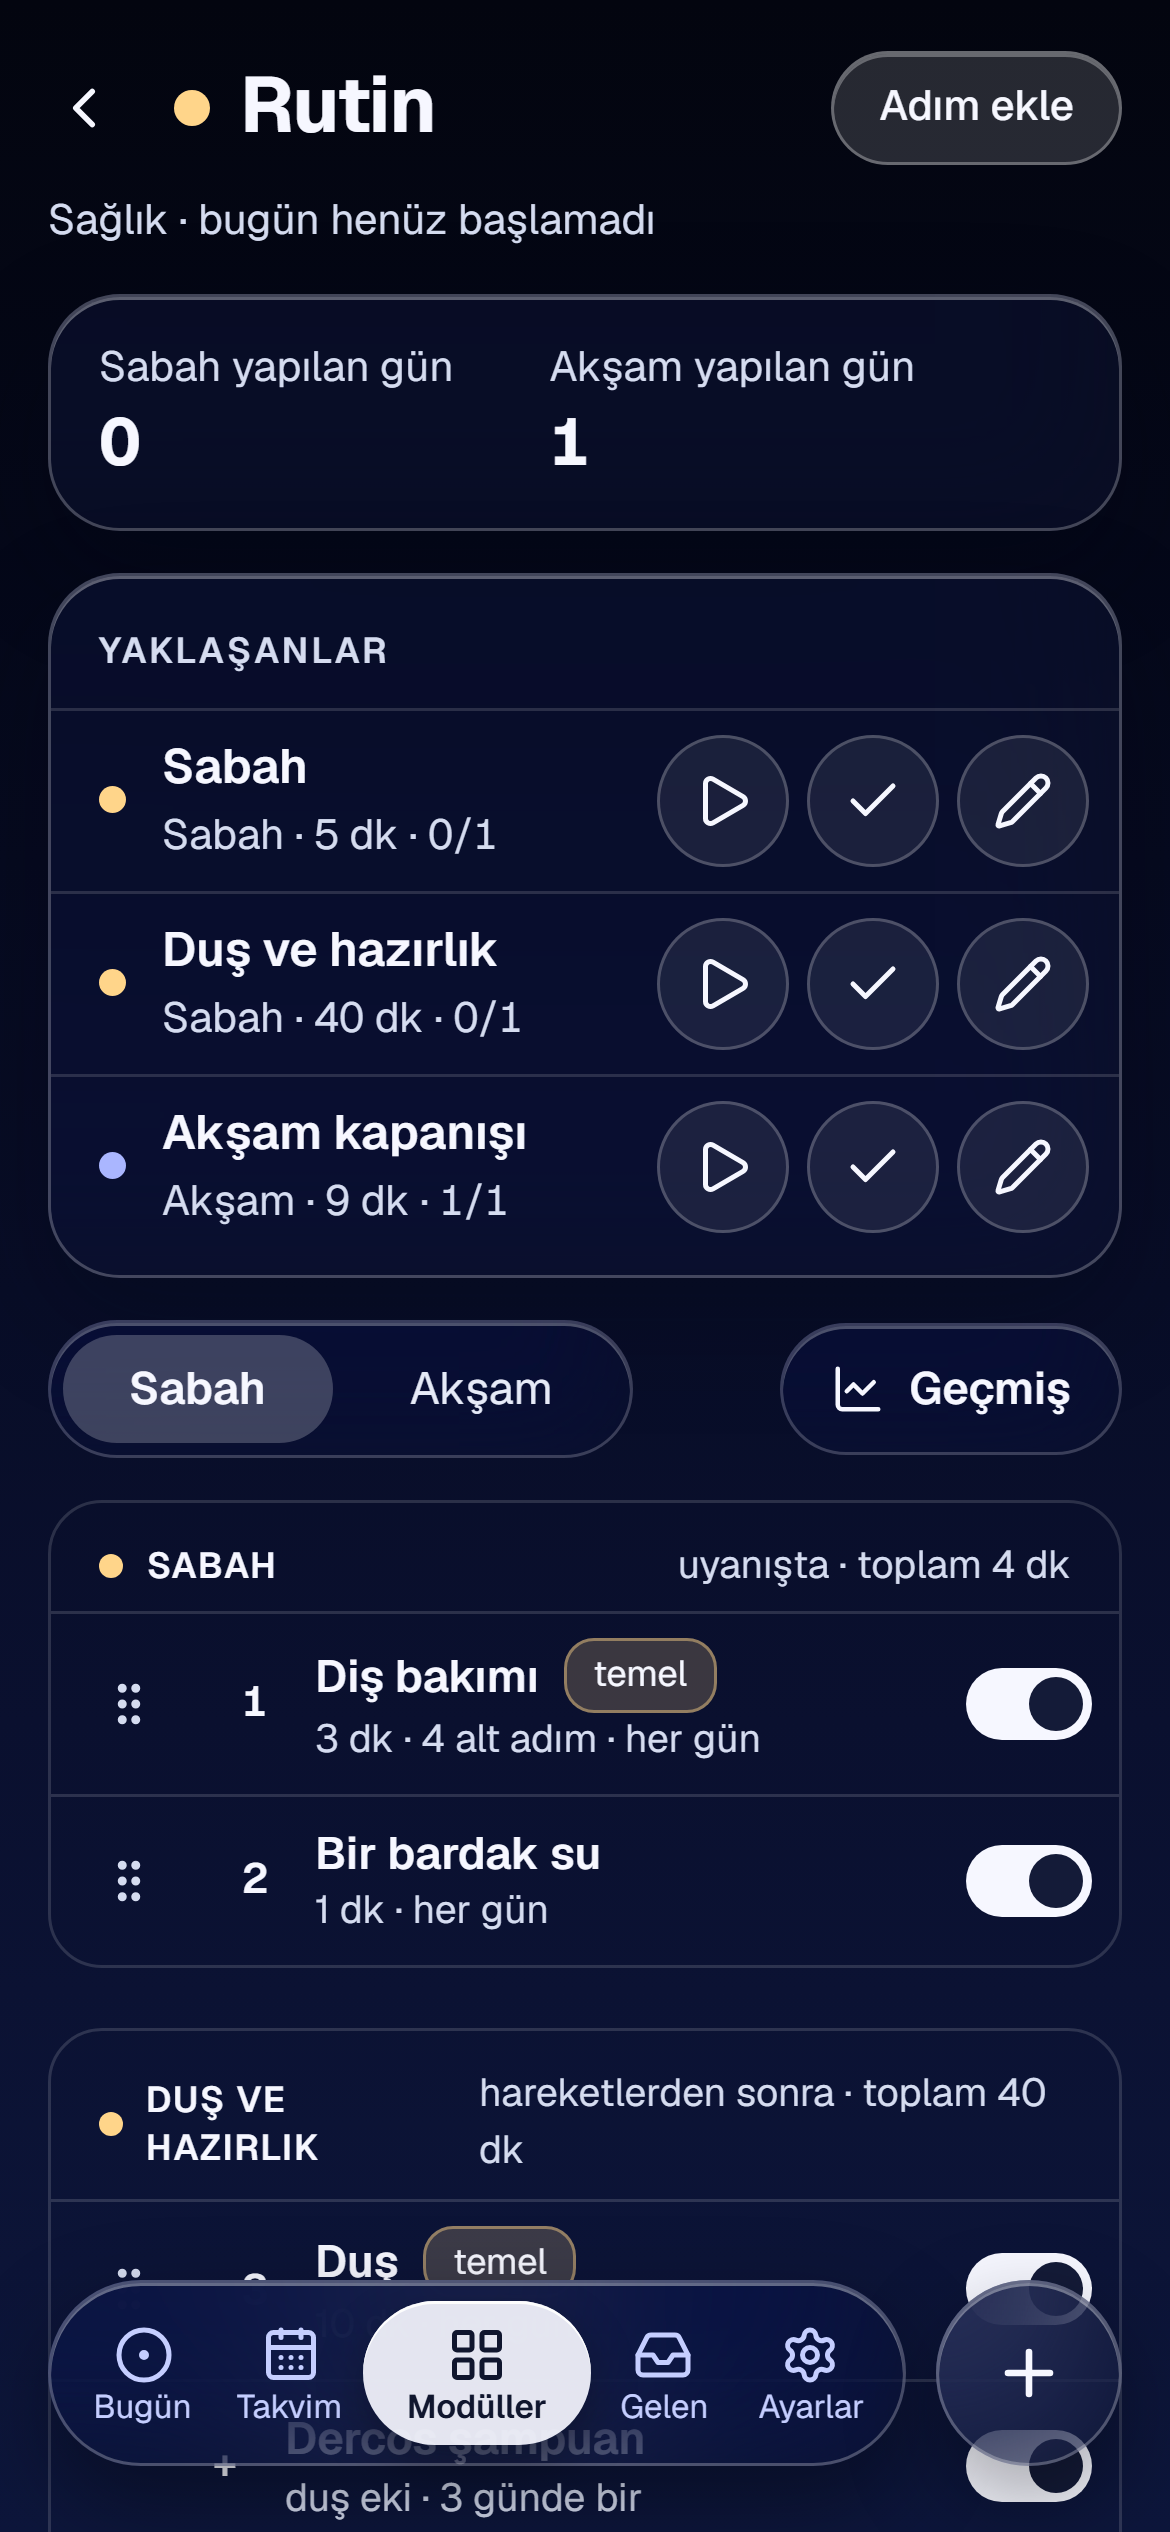 Rutin
Adım ekle
Sağlık · bugün henüz başlamadı
Sabah yapılan gün
Akşam yapılan gün
0
1
YAKLAŞANLAR
Sabah
Sabah · 5 dk · 0/1
Duş ve hazırlık
Sabah · 40 dk · 0/1
Akşam kapanışı
Akşam · 9 dk · 1/1
Sabah
Akşam
Geçmiş
SABAH
uyanışta · toplam 4 dk
1
Diş bakımı
temel
3 dk · 4 alt adım · her gün
2
Bir bardak su
1 dk · her gün
DUŞ VE
HAZIRLIK
hareketlerden sonra · toplam 40
dk
Duş
temel
Bugün
Takvim
Modüller
Gelen
Ayarlar
+
Dercos şampuan
duş eki · 3 günde bir